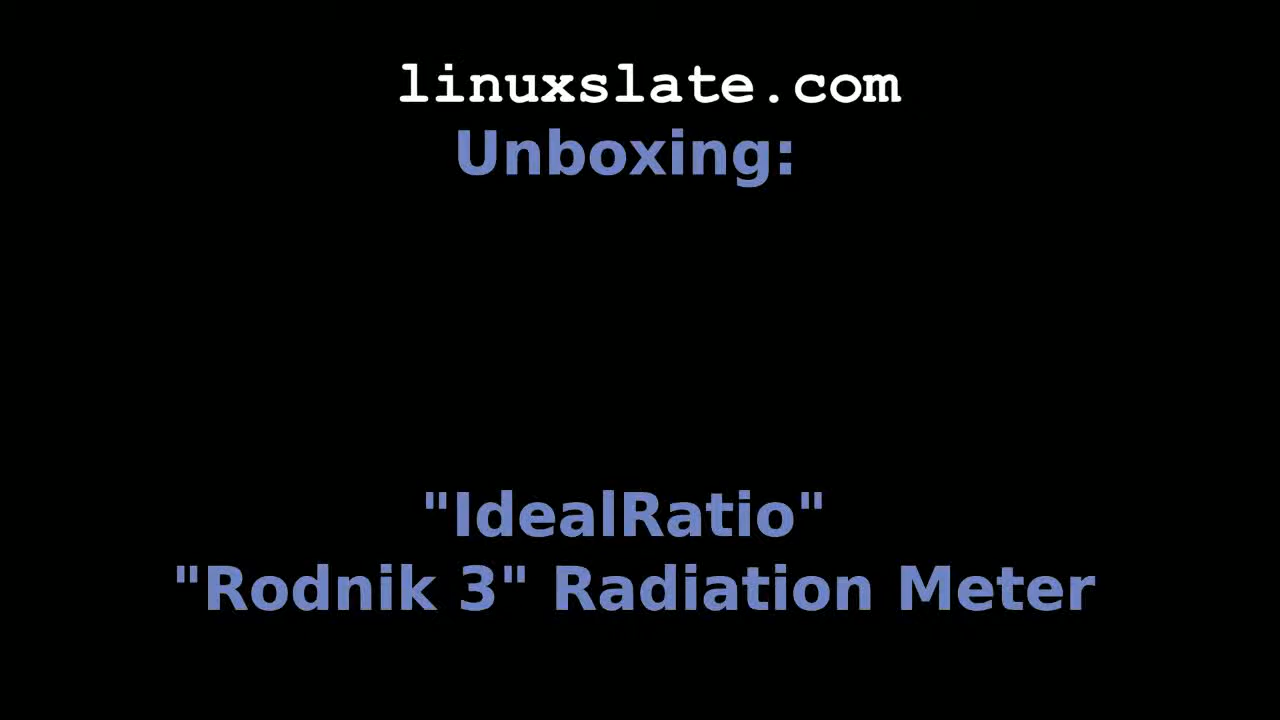 linuxslate.com
Unboxing:
"IdealRatio"
"Rodnik 3" Radiation Meter